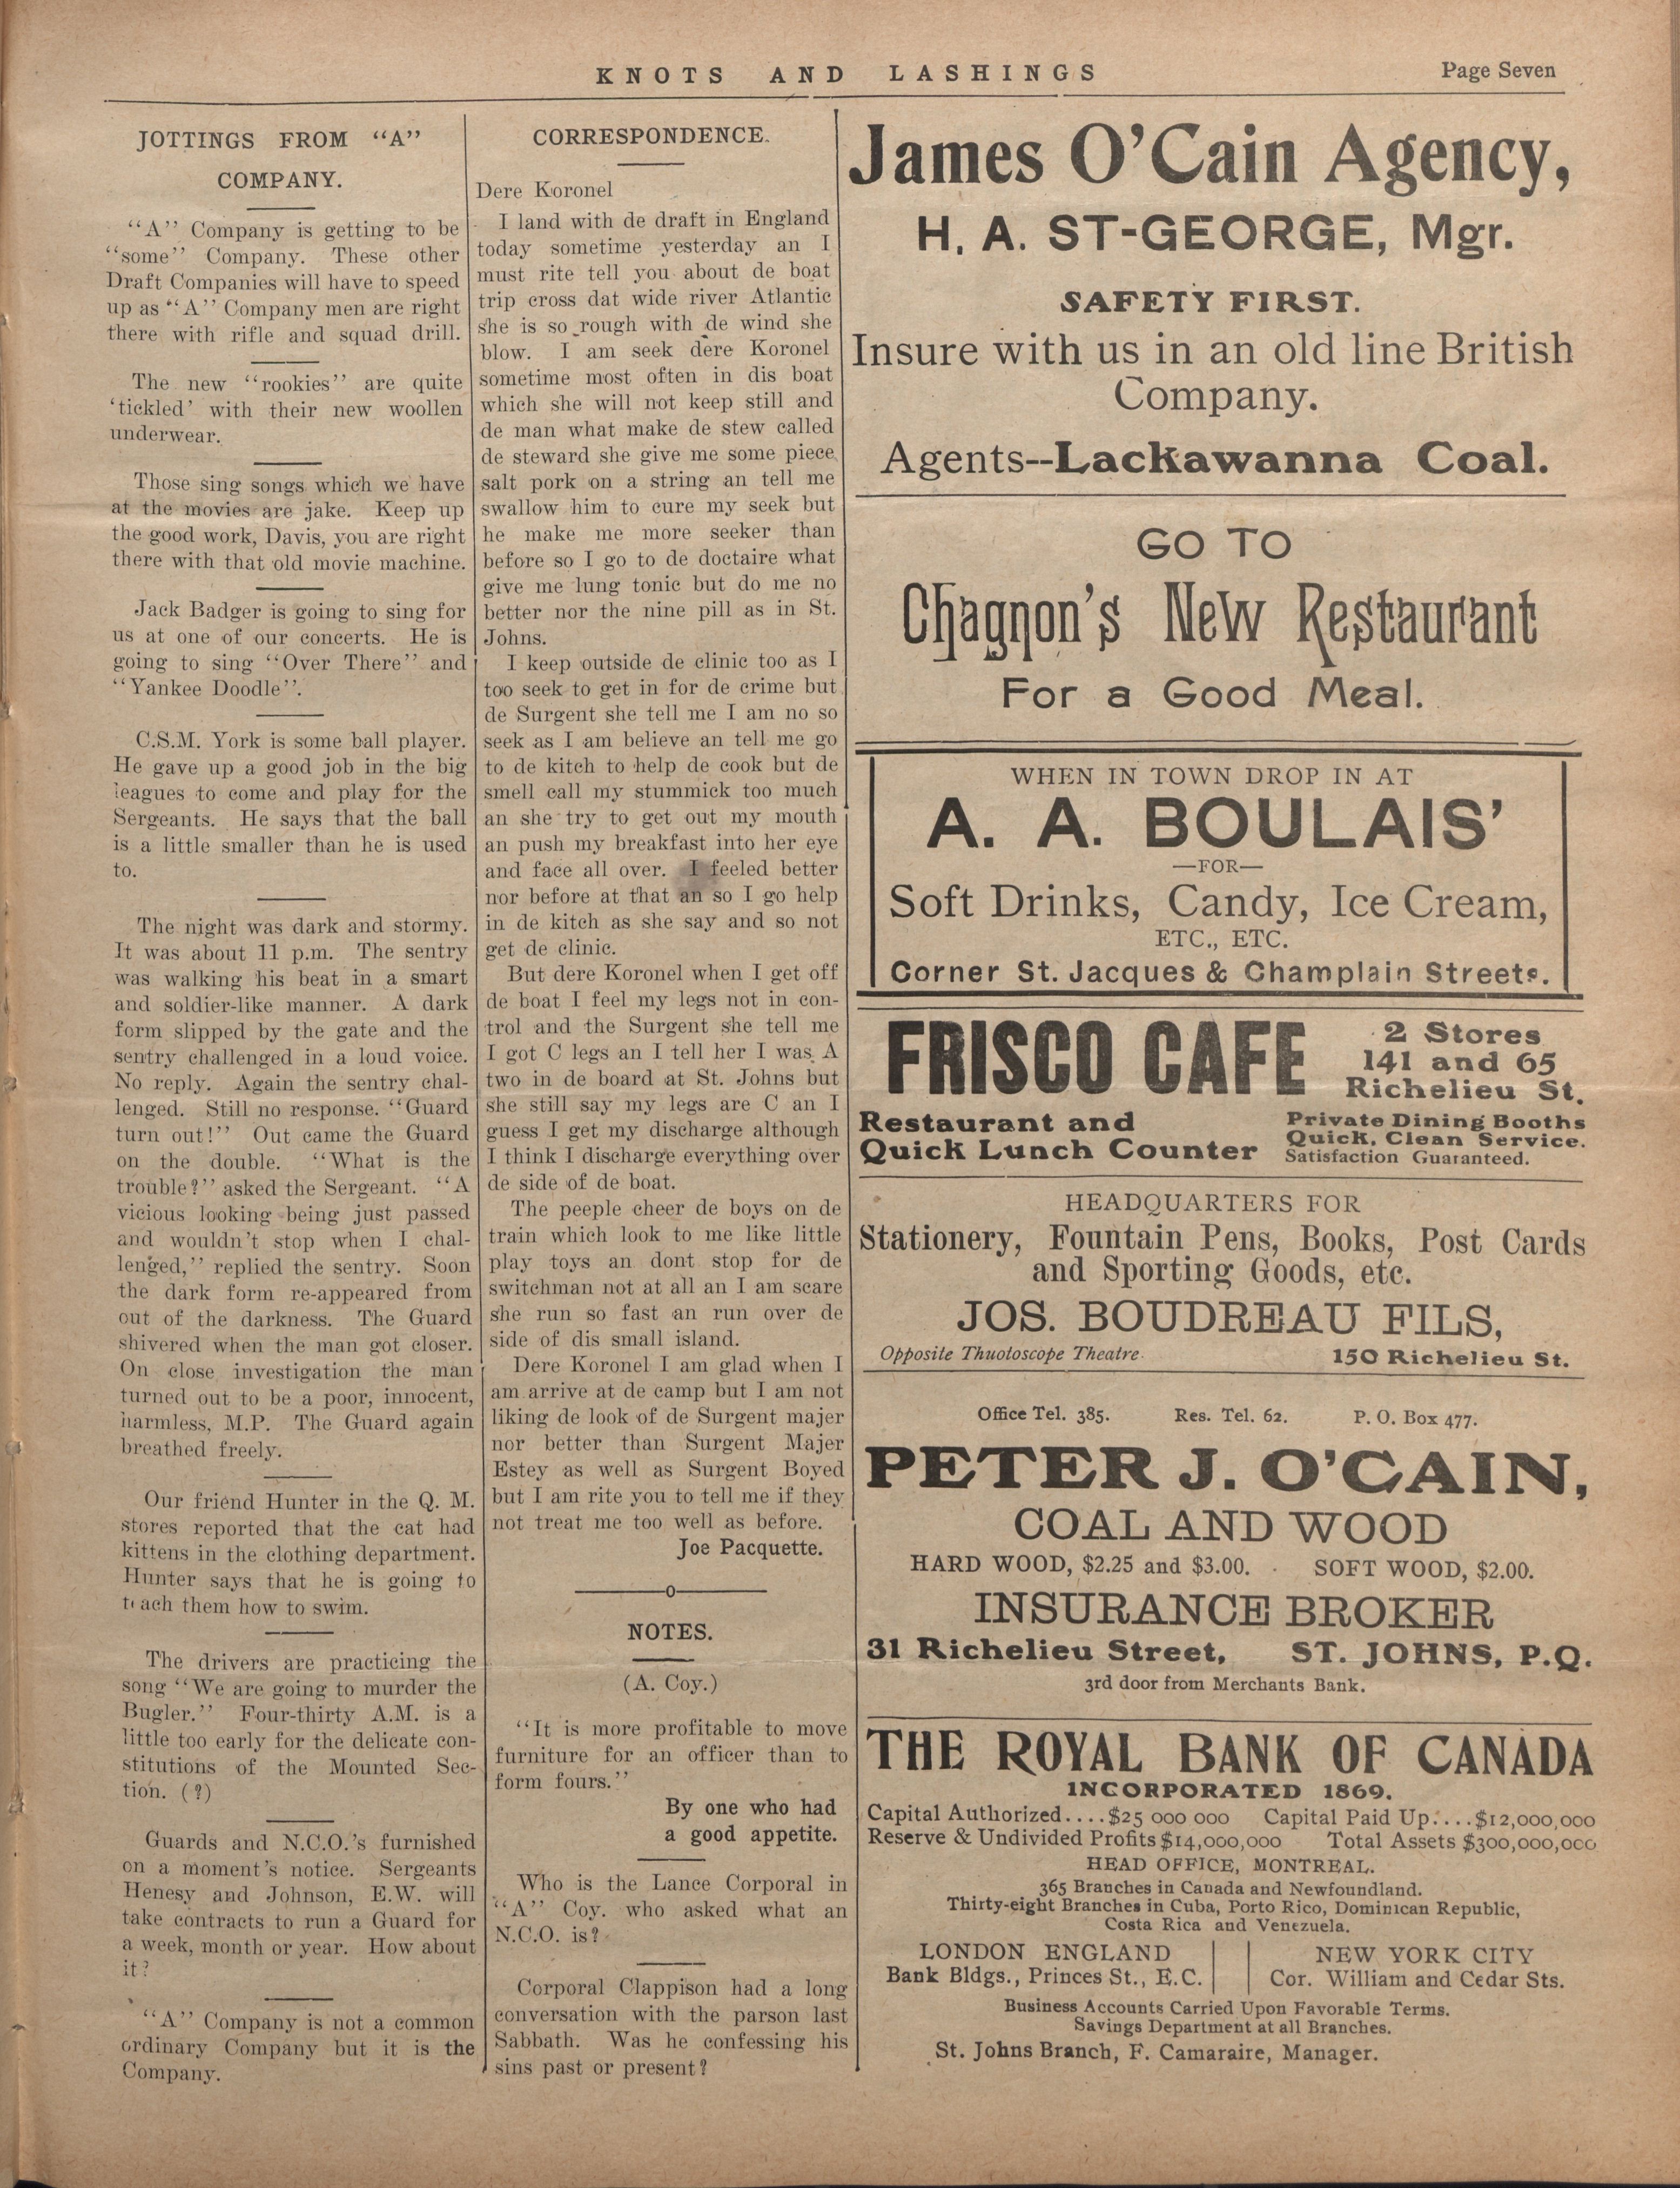 KNOTS AND LASHINGS
Page Seven
JOTTINGS FROM "A"
COMPANY.
"A" Company is getting to be
"some" Company. These other
Draft Companies will have to speed
up as "A" Company men are right
there with rifle and squad drill.
The new "rookies" are quite
'tickled' with their new woollen
underwear.
Those sing songs which we have
at the movies are jake. Keep up
the good work, Davis, you are right
there with that old movie machine.
Jack Badger is going to sing for
us at one of our concerts. He is
going to sing "Over There" and
"Yankee Doodle".
C.S.M. York is some ball player.
He gave up a good job in the big
leagues to come and play for the
Sergeants. He says that the ball
is a little smaller than he is used
to.
The night was dark and stormy.
It was about 11 p.m. The sentry
was walking his beat in a smart
and soldier-like manner. A dark
form slipped by the gate and the
sentry challenged in a loud voice.
No reply. Again the sentry chal-
lenged. Still no response. "Guard
turn out!" Out came the Guard
on the double. "What is the
trouble?" asked the Sergeant. "A
vicious looking being just passed
and wouldn't stop when I chal-
lenged," replied the sentry. Soon
the dark form re-appeared from
out of the darkness. The Guard
shivered when the man got closer.
On close investigation the man
turned out to be a poor, innocent,
harmless, M.P. The Guard again
breathed freely.
Our friend Hunter in the Q. M.
stores reported that the cat had
kittens in the clothing department.
Hunter says that he is going to
teach them how to swim.
The drivers are practicing the
song "We are going to murder the
Bugler." Four-thirty A.M. is a
little too early for the delicate con-
stitutions of the Mounted Sec-
tion. (?)
Guards and N.C.O.'s furnished
on a moment's notice. Sergeants
Henesy and Johnson, E.W. will
take contracts to run a Guard for
a week, month or year. How about
it?
"A" Company is not a common
ordinary Company but it is the
Company.
CORRESPONDENCE.
Dere Koronel
I land with de draft in England
today sometime yesterday an I
must rite tell you about de boat
trip cross dat wide river Atlantic
she is so rough with de wind she
blow. I am seek dere Koronel
sometime most often in dis boat
which she will not keep still and
de man what make de stew called
de steward she give me some piece
salt pork on a string an tell me
swallow him to cure my seek but
he make me more seeker than
before so I go to de doctaire what
give me lung tonic but do me no
better nor the nine pill as in St.
Johns.
I keep outside de clinic too as I
too seek to get in for de crime but
de Surgent she tell me I am no so
seek as I am believe an tell me go
to de kitch to help de cook but de
smell call my stummick too much
an she try to get out my mouth
an push my breakfast into her eye
and face all over. I feeled better
nor before at that an so I go help
in de kitch as she say and so not
get de clinic.
But dere Koronel when I get off
de boat I feel my legs not in con-
trol and the Surgent she tell me
I got C legs an I tell her I was A
two in de board at St. Johns but
she still say my legs are C an I
guess I get my discharge although
I think I discharge everything over
de side of de boat.
The peeple cheer de boys on de
train which look to me like little
play toys an dont stop for de
switchman not at all an I am scare
she run so fast an run over de
side of dis small island.
Dere Koronel I am glad when I
am arrive at de camp but I am not
liking de look of de Surgent majer
nor better than Surgent Majer
Estey as well as Surgent Boyed
but I am rite you to tell me if they
not treat me too well as before.
Joe Pacquette.
o
NOTES.
(A. Coy.)
"It is more profitable to move
furniture for an officer than to
form fours."
By one who had
a good appetite.
Who is the Lance Corporal in
"A" Coy. who asked what an
N.C.O. is?
Corporal Clappison had a long
conversation with the parson last
Sabbath. Was he confessing his
sins past or present?
James O'Cain Agency,
H. A. ST-GEORGE, Mgr.
SAFETY FIRST.
Insure with us in an old line British
Company.
Agents--Lackawanna Coal.
GO TO
Chagnon's New Restaurant
For a Good Meal.
WHEN IN TOWN DROP IN AT
A. A. BOULAIS'
—FOR—
Soft Drinks, Candy, Ice Cream,
ETC., ETC.
Corner St. Jacques & Champlain Streets.
FRISCO CAFE
2 Stores
141 and 65
Richelieu St.
Restaurant and
Quick Lunch Counter
Private Dining Booths
Quick, Clean Service.
Satisfaction Guaranteed.
HEADQUARTERS FOR
Stationery, Fountain Pens, Books, Post Cards
and Sporting Goods, etc.
JOS. BOUDREAU FILS,
Opposite Thuotoscope Theatre. 150 Richelieu St.
Office Tel. 385. Res. Tel. 62. P. O. Box 477.
PETER J. O'CAIN,
COAL AND WOOD
HARD WOOD, $2.25 and $3.00. SOFT WOOD, $2.00.
INSURANCE BROKER
31 Richelieu Street, ST. JOHNS, P.Q.
3rd door from Merchants Bank.
THE ROYAL BANK OF CANADA
INCORPORATED 1869.
Capital Authorized....$25 000 000 Capital Paid Up....$12,000,000
Reserve & Undivided Profits $14,000,000 Total Assets $300,000,000
HEAD OFFICE, MONTREAL.
365 Branches in Canada and Newfoundland.
Thirty-eight Branches in Cuba, Porto Rico, Dominican Republic,
Costa Rica and Venezuela.
LONDON ENGLAND
Bank Bldgs., Princes St., E.C.
NEW YORK CITY
Cor. William and Cedar Sts.
Business Accounts Carried Upon Favorable Terms.
Savings Department at all Branches.
St. Johns Branch, F. Camaraire, Manager.